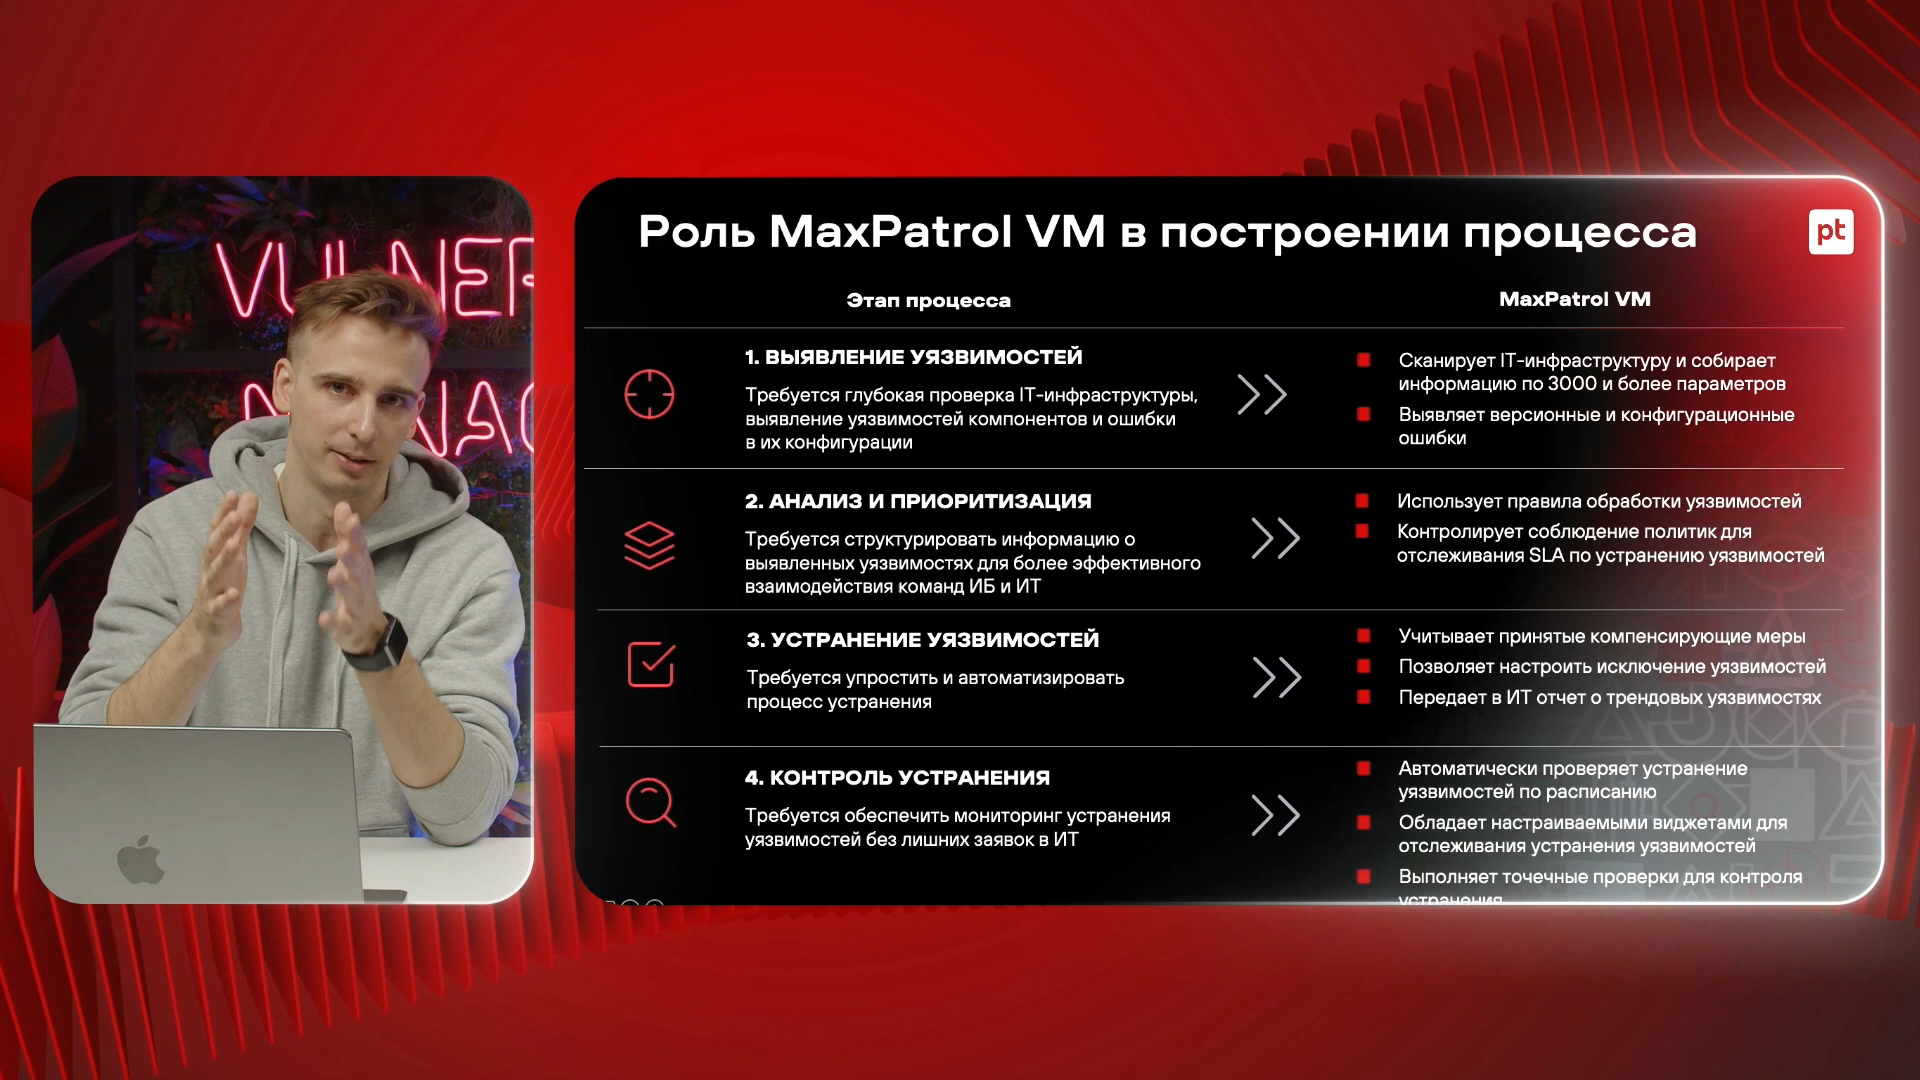 VULNER
NAG
Роль MaxPatrol VM в построении процесса
pt
Этап процесса
MaxPatrol VM
1. ВЫЯВЛЕНИЕ УЯЗВИМОСТЕЙ
Требуется глубокая проверка IT-инфраструктуры,
выявление уязвимостей компонентов и ошибки
в их конфигурации
Сканирует IT-инфраструктуру и собирает
информацию по 3000 и более параметров
Выявляет версионные и конфигурационные
ошибки
2. АНАЛИЗ И ПРИОРИТИЗАЦИЯ
Требуется структурировать информацию о
выявленных уязвимостях для более эффективного
взаимодействия команд ИБ и ИТ
Использует правила обработки уязвимостей
Контролирует соблюдение политик для
отслеживания SLA по устранению уязвимостей
3. УСТРАНЕНИЕ УЯЗВИМОСТЕЙ
Требуется упростить и автоматизировать
процесс устранения
Учитывает принятые компенсирующие меры
Позволяет настроить исключение уязвимостей
Передает в ИТ отчет о трендовых уязвимостях
4. КОНТРОЛЬ УСТРАНЕНИЯ
Требуется обеспечить мониторинг устранения
уязвимостей без лишних заявок в ИТ
Автоматически проверяет устранение
уязвимостей по расписанию
Обладает настраиваемыми виджетами для
отслеживания устранения уязвимостей
Выполняет точечные проверки для контроля
устранения